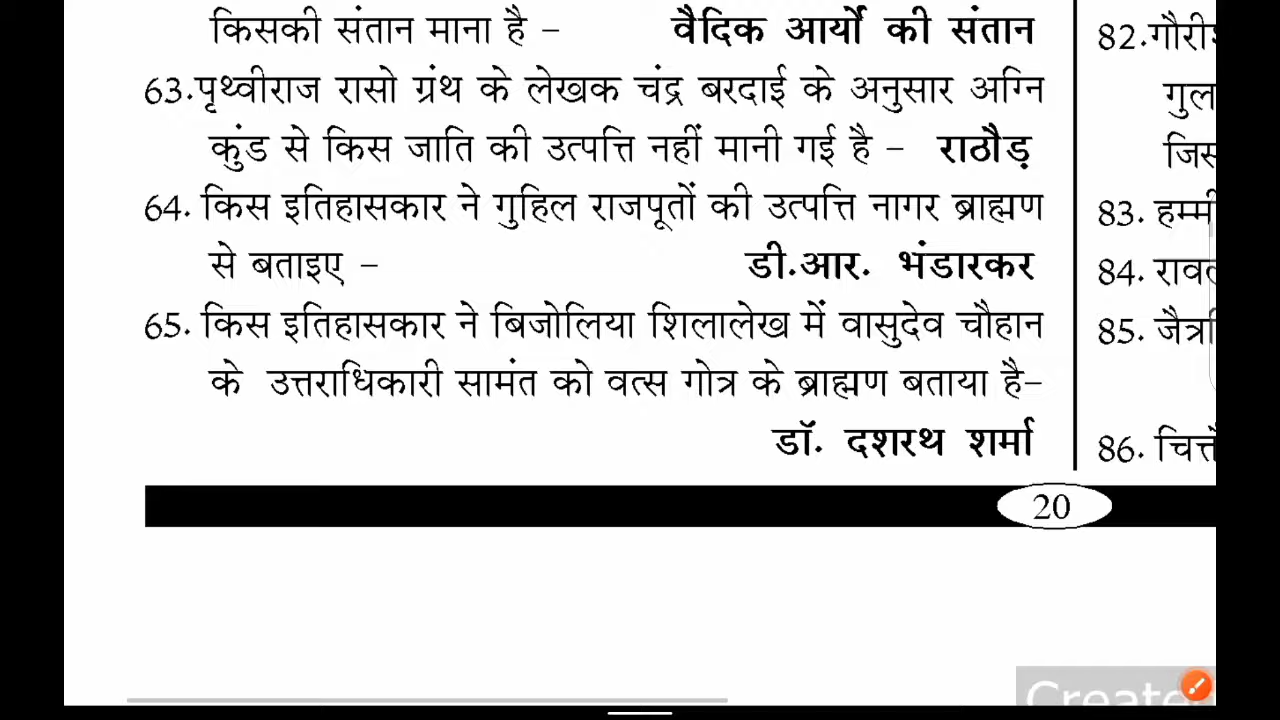 किसकी संतान माना है – वैदिक आर्यो की संतान
63.पृथ्वीराज रासो ग्रंथ के लेखक चंद्र बरदाई के अनुसार अग्नि
कुंड से किस जाति की उत्पत्ति नहीं मानी गई है – राठौड़
64. किस इतिहासकार ने गुहिल राजपूतों की उत्पत्ति नागर ब्राह्मण
से बताइए – डी.आर. भंडारकर
65. किस इतिहासकार ने बिजोलिया शिलालेख में वासुदेव चौहान
के उत्तराधिकारी सामंत को वत्स गोत्र के ब्राह्मण बताया है–
डॉ. दशरथ शर्मा
82.
83.
84.
85.
86.
20
Create